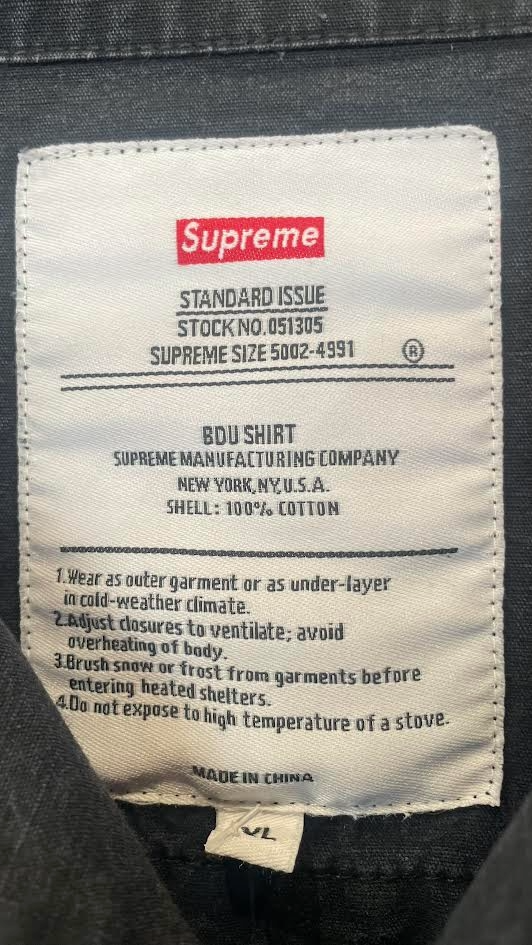 Supreme
STANDARD ISSUE
STOCK NO. 051305
SUPREME SIZE 5002-4991 ®
BDU SHIRT
SUPREME MANUFACTURING COMPANY
NEW YORK, NY, U.S.A.
SHELL: 100% COTTON
1.Wear as outer garment or as under-layer
in cold-weather climate.
2.Adjust closures to ventilate; avoid
overheating of body.
3.Brush snow or frost from garments before
entering heated shelters.
4.Do not expose to high temperature of a stove.
MADE IN CHINA
XL